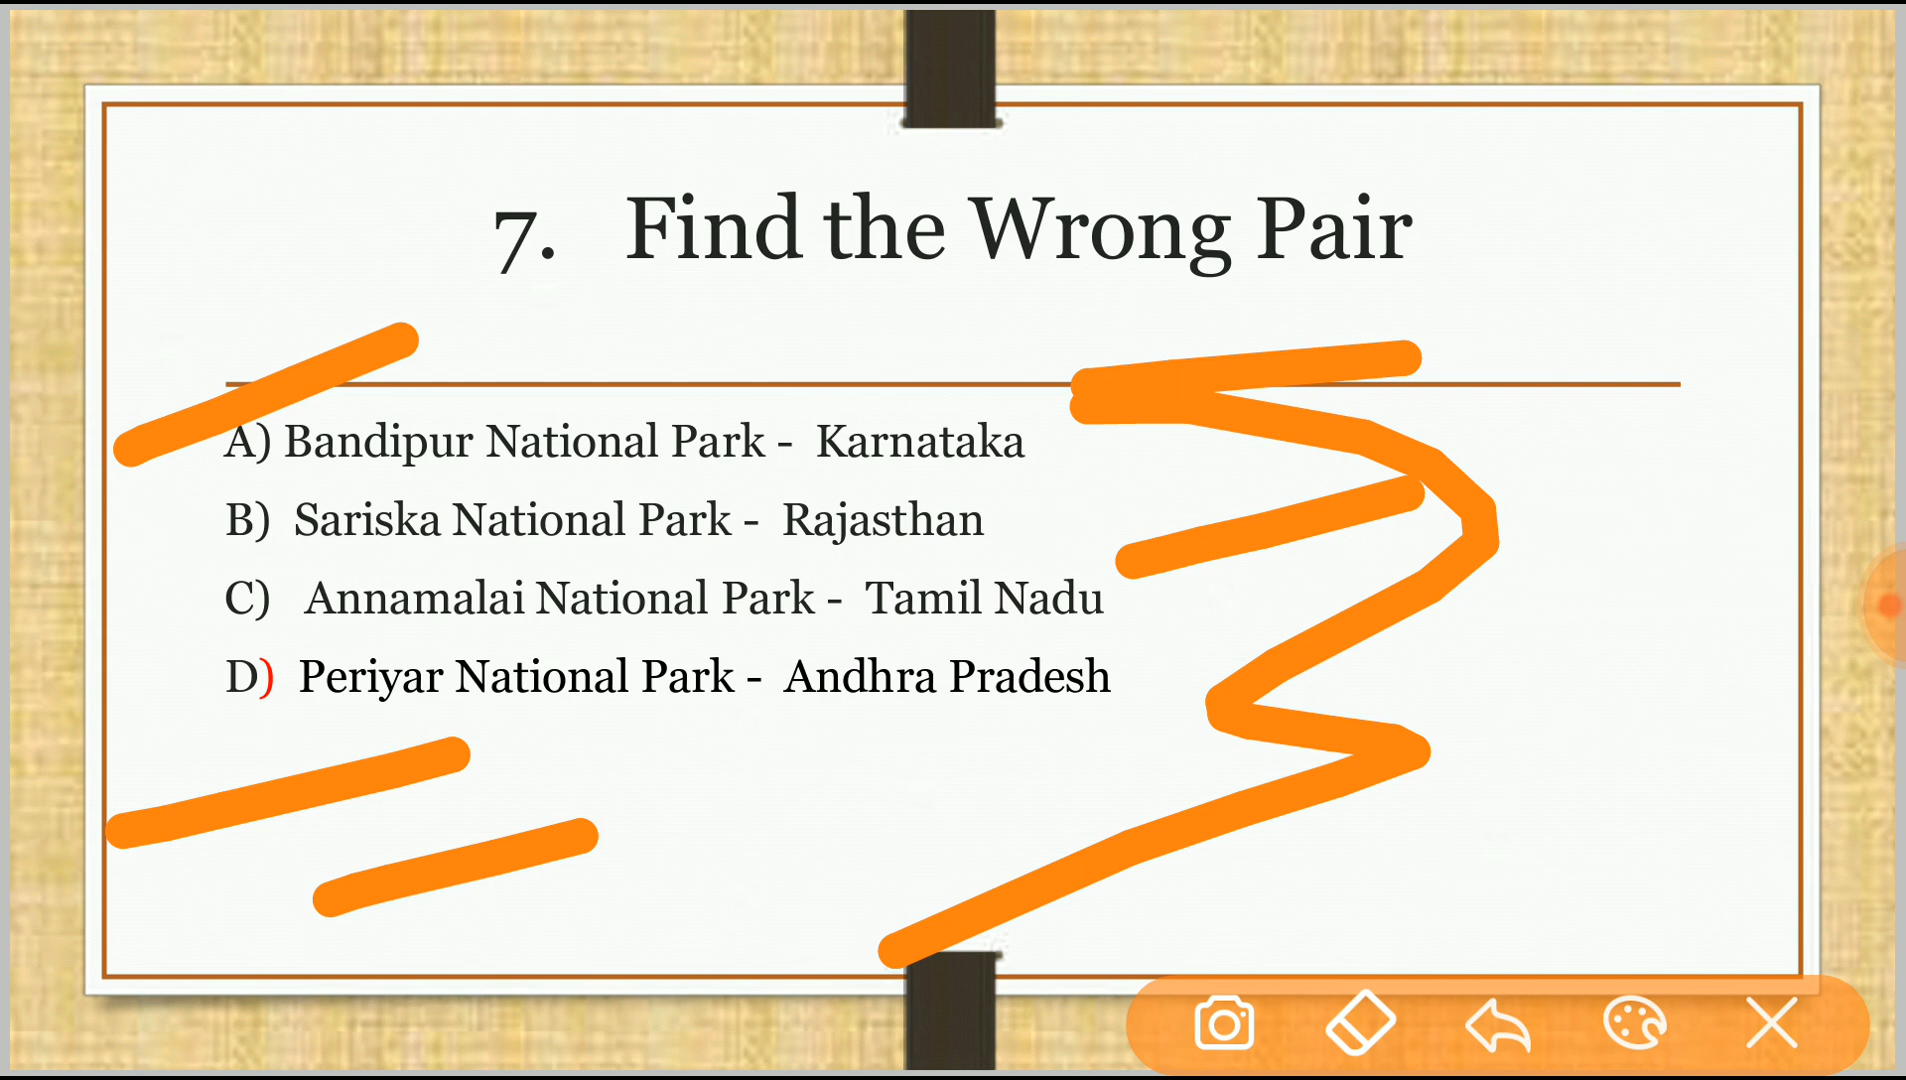 7. Find the Wrong Pair
A) Bandipur National Park - Karnataka
B) Sariska National Park - Rajasthan
C) Annamalai National Park - Tamil Nadu
D) Periyar National Park - Andhra Pradesh